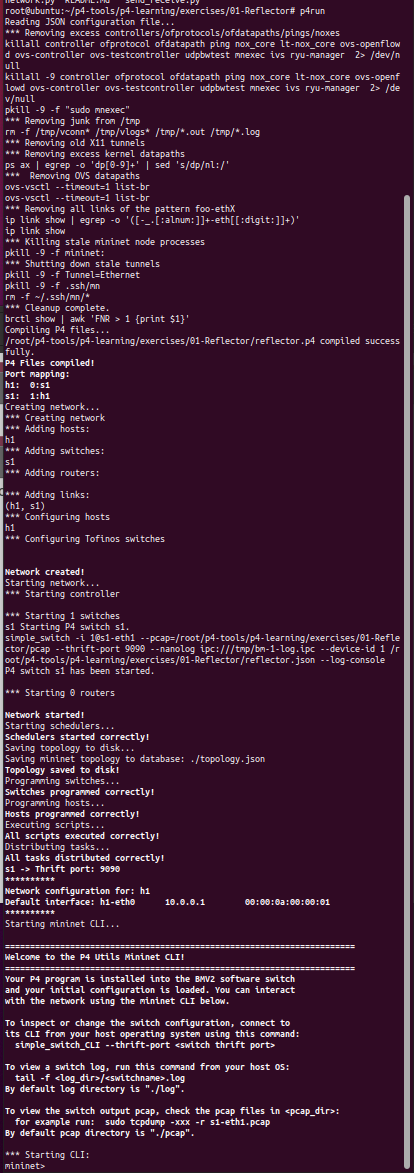 network.py  README.md  send_receive.py
root@ubuntu:~/p4-tools/p4-learning/exercises/01-Reflector# p4run
Reading JSON configuration file...
*** Removing excess controllers/ofprotocols/ofdatapaths/pings/noxes
killall controller ofprotocol ofdatapath ping nox_core lt-nox_core ovs-openflow
d ovs-controller ovs-testcontroller udpbwtest mnexec ivs ryu-manager  2> /dev/n
ull
killall -9 controller ofprotocol ofdatapath ping nox_core lt-nox_core ovs-openf
lowd ovs-controller ovs-testcontroller udpbwtest mnexec ivs ryu-manager  2> /de
v/null
pkill -9 -f "sudo mnexec"
*** Removing junk from /tmp
rm -f /tmp/vconn* /tmp/vlogs* /tmp/*.out /tmp/*.log
*** Removing old X11 tunnels
*** Removing excess kernel datapaths
ps ax | egrep -o 'dp[0-9]+' | sed 's/dp/nl:/'
***  Removing OVS datapaths
ovs-vsctl --timeout=1 list-br
ovs-vsctl --timeout=1 list-br
*** Removing all links of the pattern foo-ethX
ip link show | egrep -o '([-_.[:alnum:]]+-eth[[:digit:]]+)'
ip link show
*** Killing stale mininet node processes
pkill -9 -f mininet:
*** Shutting down stale tunnels
pkill -9 -f Tunnel=Ethernet
pkill -9 -f .ssh/mn
rm -f ~/.ssh/mn/*
*** Cleanup complete.
brctl show | awk 'FNR > 1 {print $1}'
Compiling P4 files...
/root/p4-tools/p4-learning/exercises/01-Reflector/reflector.p4 compiled success
fully.
P4 Files compiled!
Port mapping:
h1:  0:s1
s1:  1:h1
Creating network...
*** Creating network
*** Adding hosts:
h1
*** Adding switches:
s1
*** Adding routers:

*** Adding links:
(h1, s1)
*** Configuring hosts
h1
*** Configuring Tofinos switches


Network created!
Starting network...
*** Starting controller

*** Starting 1 switches
s1 Starting P4 switch s1.
simple_switch -i 1@s1-eth1 --pcap=/root/p4-tools/p4-learning/exercises/01-Refle
ctor/pcap --thrift-port 9090 --nanolog ipc:///tmp/bm-1-log.ipc --device-id 1 /r
oot/p4-tools/p4-learning/exercises/01-Reflector/reflector.json --log-console
P4 switch s1 has been started.

*** Starting 0 routers

Network started!
Starting schedulers...
Schedulers started correctly!
Saving topology to disk...
Saving mininet topology to database: ./topology.json
Topology saved to disk!
Programming switches...
Switches programmed correctly!
Programming hosts...
Hosts programmed correctly!
Executing scripts...
All scripts executed correctly!
Distributing tasks...
All tasks distributed correctly!
s1 -> Thrift port: 9090
**********
Network configuration for: h1
Default interface: h1-eth0      10.0.0.1        00:00:0a:00:00:01
**********
Starting mininet CLI...

======================================================================
Welcome to the P4 Utils Mininet CLI!
======================================================================
Your P4 program is installed into the BMV2 software switch
and your initial configuration is loaded. You can interact
with the network using the mininet CLI below.

To inspect or change the switch configuration, connect to
its CLI from your host operating system using this command:
  simple_switch_CLI --thrift-port <switch thrift port>

To view a switch log, run this command from your host OS:
  tail -f <log_dir>/<switchname>.log
By default log directory is "./log".

To view the switch output pcap, check the pcap files in <pcap_dir>:
  for example run:  sudo tcpdump -xxx -r s1-eth1.pcap
By default pcap directory is "./pcap".

*** Starting CLI:
mininet>